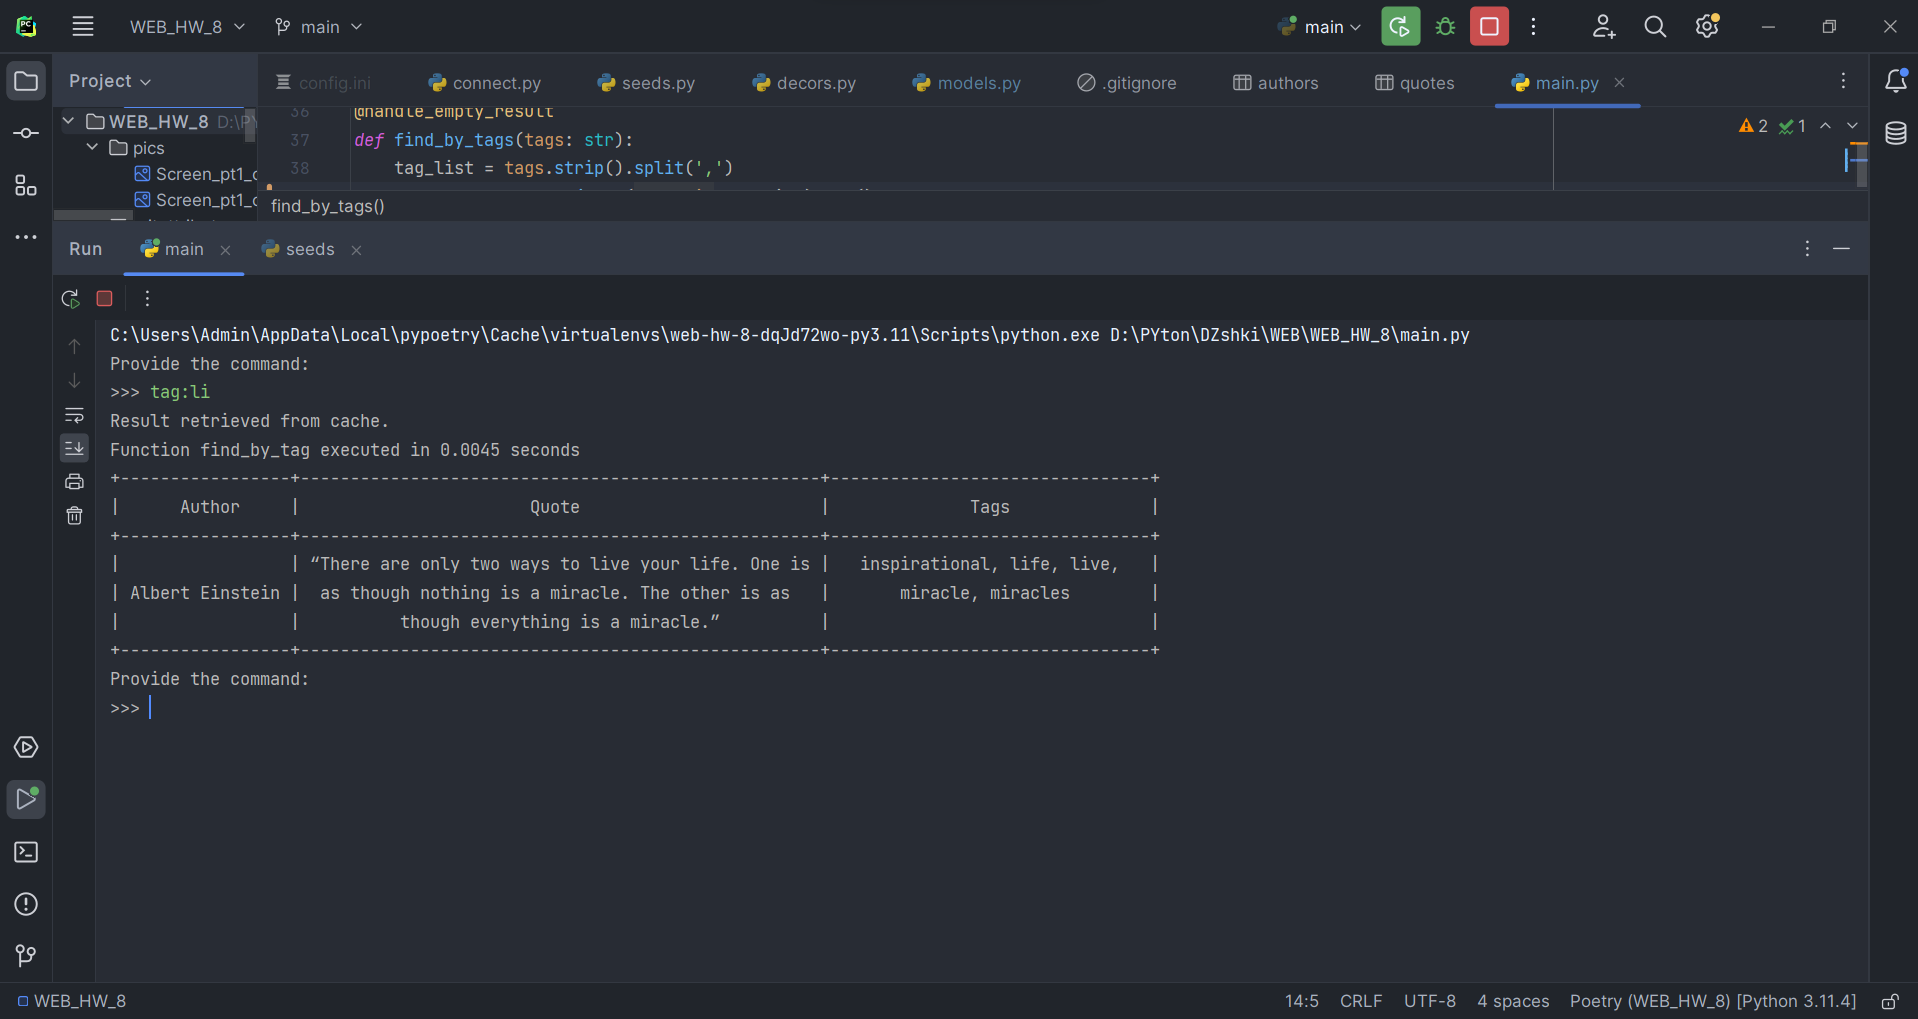 WEB_HW_8 main main
Project config.ini connect.py seeds.py decors.py models.py .gitignore authors quotes main.py
WEB_HW_8 D:\PY
pics
Screen_pt1_c
Screen_pt1_c
36 @handle_empty_result
37 def find_by_tags(tags: str):
38 tag_list = tags.strip().split(',')
2 1
find_by_tags()
Run main seeds
C:\Users\Admin\AppData\Local\pypoetry\Cache\virtualenvs\web-hw-8-dqJd72wo-py3.11\Scripts\python.exe D:\PYton\DZshki\WEB\WEB_HW_8\main.py
Provide the command:
>>> tag:li
Result retrieved from cache.
Function find_by_tag executed in 0.0045 seconds
+-----------------+----------------------------------------------------+--------------------------------+
| Author | Quote | Tags |
+-----------------+----------------------------------------------------+--------------------------------+
| | “There are only two ways to live your life. One is | inspirational, life, live, |
| Albert Einstein | as though nothing is a miracle. The other is as | miracle, miracles |
| | though everything is a miracle.” | |
+-----------------+----------------------------------------------------+--------------------------------+
Provide the command:
>>>
WEB_HW_8 14:5 CRLF UTF-8 4 spaces Poetry (WEB_HW_8) [Python 3.11.4]